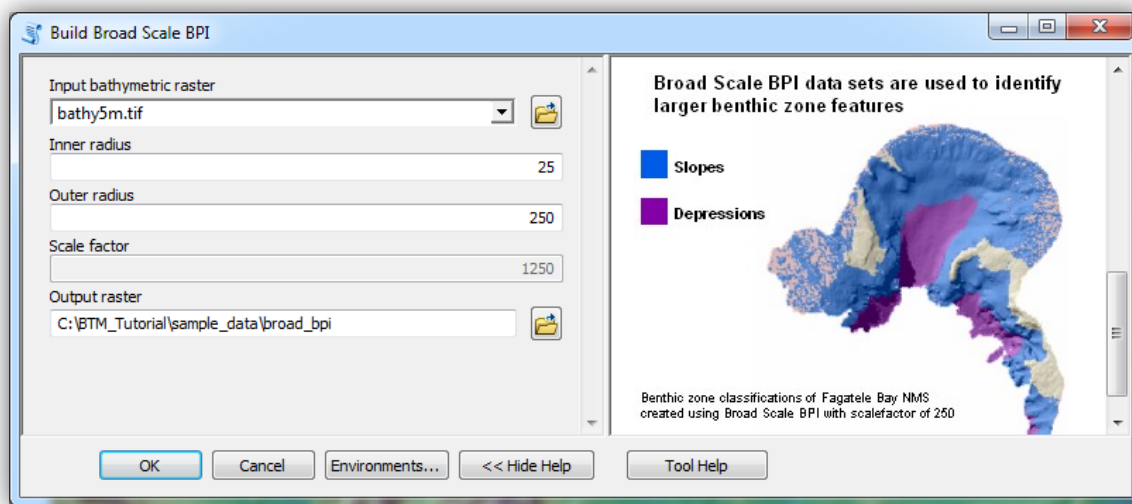 Build Broad Scale BPI
Input bathymetric raster
bathy5m.tif
Inner radius
25
Outer radius
250
Scale factor
1250
Output raster
C:\BTM_Tutorial\sample_data\broad_bpi
Broad Scale BPI data sets are used to identify
larger benthic zone features
Slopes
Depressions
Benthic zone classifications of Fagatele Bay NMS
created using Broad Scale BPI with scalefactor of 250
OK
Cancel
Environments...
<< Hide Help
Tool Help